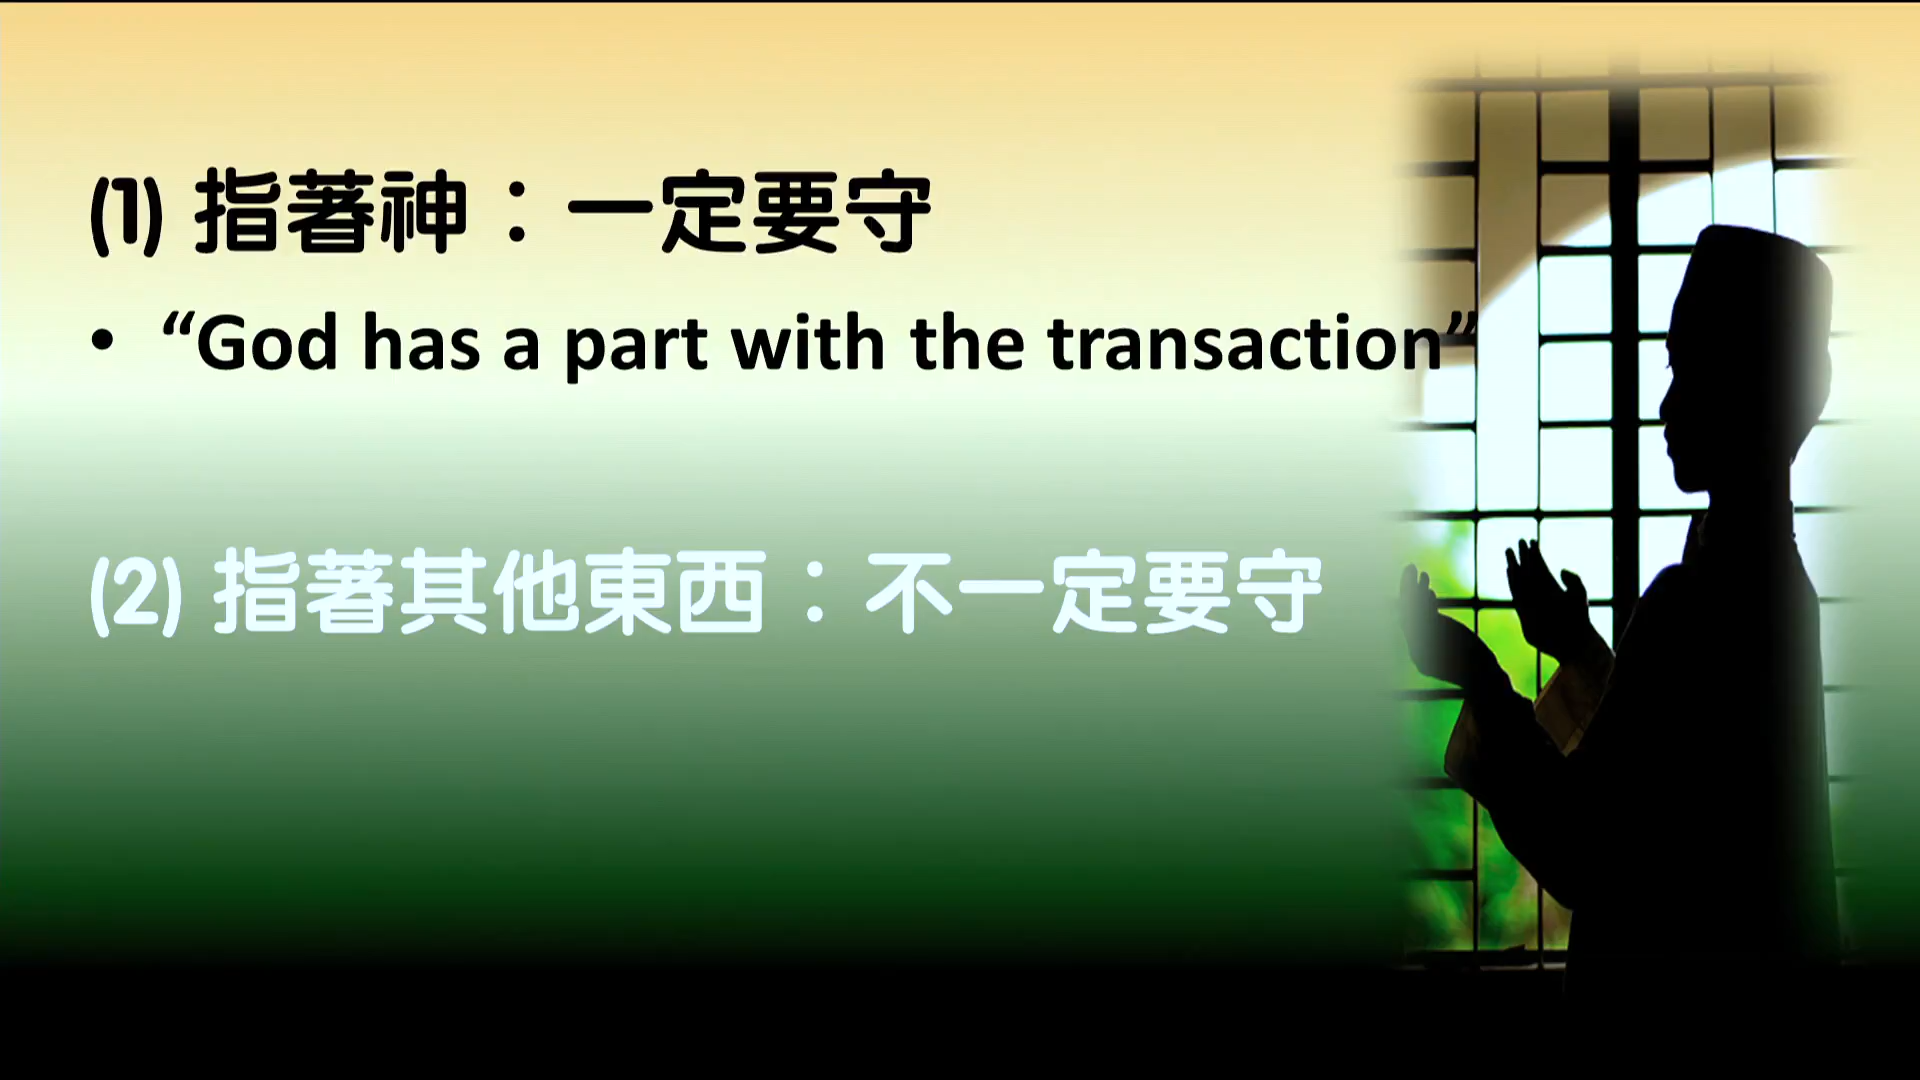 (1) 指著神：一定要守
• “God has a part with the transaction”
(2) 指著其他東西：不一定要守